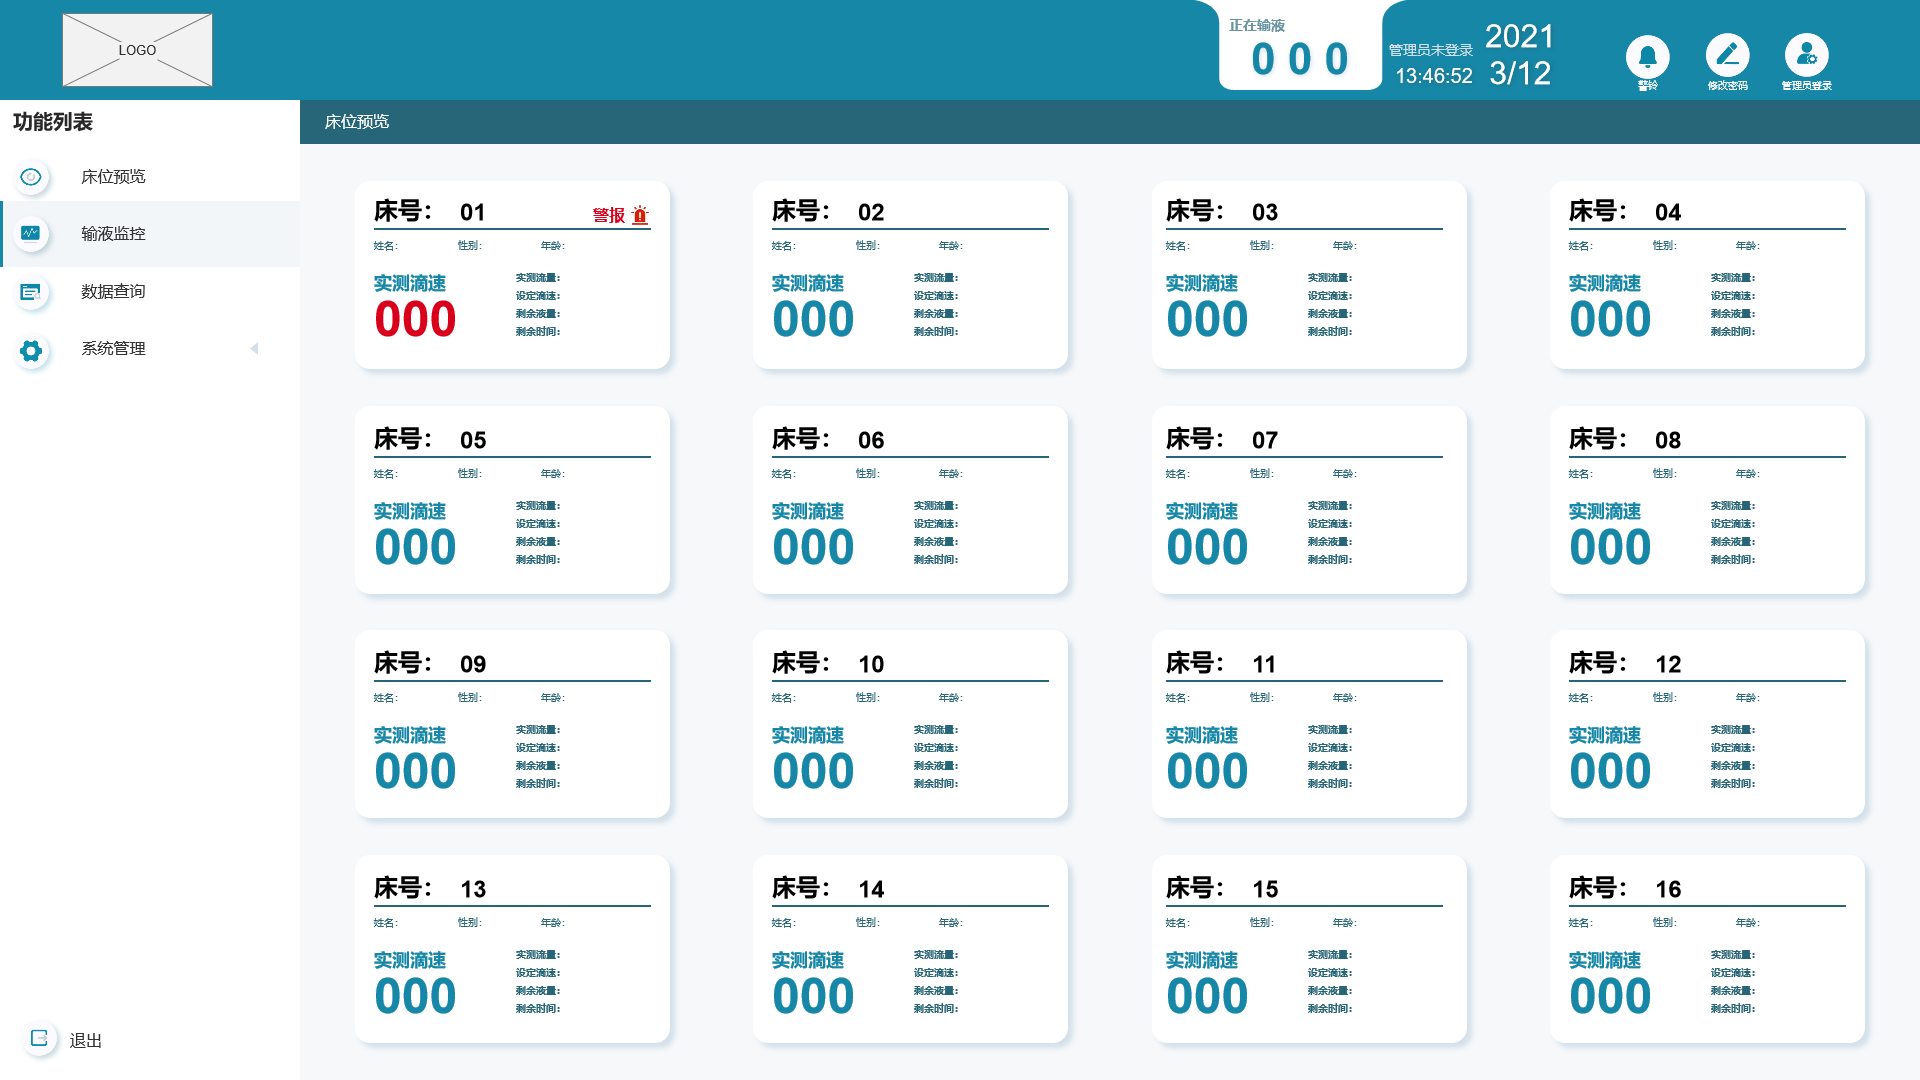 LOGO
正在输液
0 0 0
管理员未登录
13:46:52
2021
3/12
警铃
修改密码
管理员登录
功能列表
床位预览
输液监控
数据查询
系统管理
退出
床位预览
床号： 01 警报
姓名: 性别: 年龄:
实测滴速
000
实测流量：
设定滴速：
剩余液量：
剩余时间：
床号： 02
姓名: 性别: 年龄:
实测滴速
000
实测流量：
设定滴速：
剩余液量：
剩余时间：
床号： 03
姓名: 性别: 年龄:
实测滴速
000
实测流量：
设定滴速：
剩余液量：
剩余时间：
床号： 04
姓名: 性别: 年龄:
实测滴速
000
实测流量：
设定滴速：
剩余液量：
剩余时间：
床号： 05
姓名: 性别: 年龄:
实测滴速
000
实测流量：
设定滴速：
剩余液量：
剩余时间：
床号： 06
姓名: 性别: 年龄:
实测滴速
000
实测流量：
设定滴速：
剩余液量：
剩余时间：
床号： 07
姓名: 性别: 年龄:
实测滴速
000
实测流量：
设定滴速：
剩余液量：
剩余时间：
床号： 08
姓名: 性别: 年龄:
实测滴速
000
实测流量：
设定滴速：
剩余液量：
剩余时间：
床号： 09
姓名: 性别: 年龄:
实测滴速
000
实测流量：
设定滴速：
剩余液量：
剩余时间：
床号： 10
姓名: 性别: 年龄:
实测滴速
000
实测流量：
设定滴速：
剩余液量：
剩余时间：
床号： 11
姓名: 性别: 年龄:
实测滴速
000
实测流量：
设定滴速：
剩余液量：
剩余时间：
床号： 12
姓名: 性别: 年龄:
实测滴速
000
实测流量：
设定滴速：
剩余液量：
剩余时间：
床号： 13
姓名: 性别: 年龄:
实测滴速
000
实测流量：
设定滴速：
剩余液量：
剩余时间：
床号： 14
姓名: 性别: 年龄:
实测滴速
000
实测流量：
设定滴速：
剩余液量：
剩余时间：
床号： 15
姓名: 性别: 年龄:
实测滴速
000
实测流量：
设定滴速：
剩余液量：
剩余时间：
床号： 16
姓名: 性别: 年龄:
实测滴速
000
实测流量：
设定滴速：
剩余液量：
剩余时间：